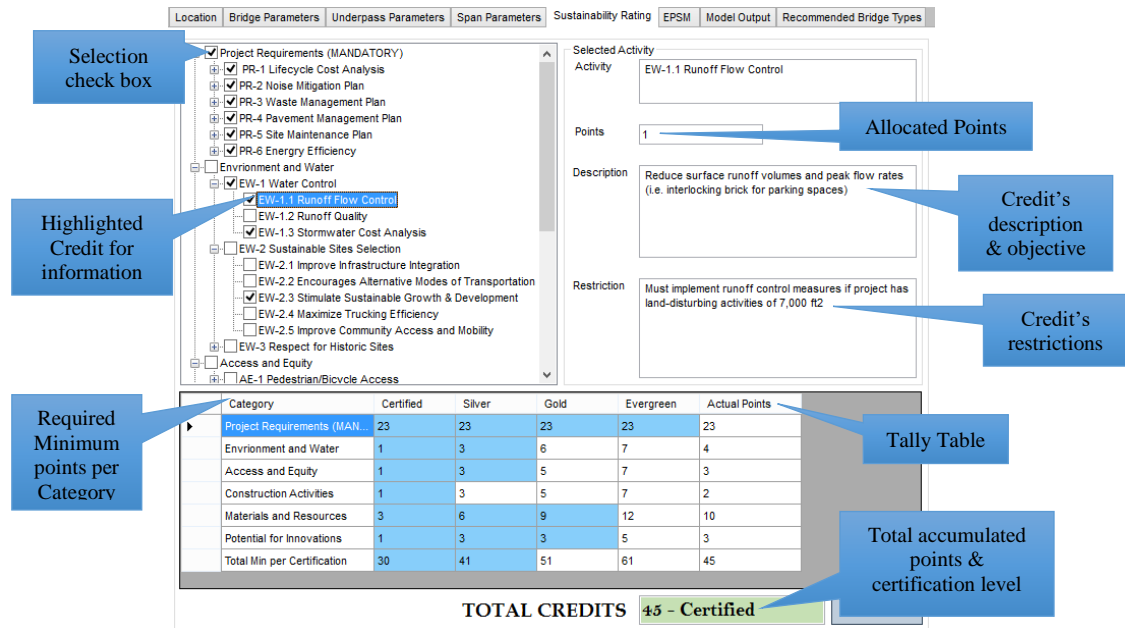 Location Bridge Parameters Underpass Parameters Span Parameters Sustainability Rating EPSM Model Output Recommended Bridge Types
Selection
check box
Project Requirements (MANDATORY)
PR-1 Lifecycle Cost Analysis
PR-2 Noise Mitigation Plan
PR-3 Waste Management Plan
PR-4 Pavement Management Plan
PR-5 Site Maintenance Plan
PR-6 Energry Efficiency
Envrionment and Water
EW-1 Water Control
EW-1.1 Runoff Flow Control
EW-1.2 Runoff Quality
EW-1.3 Stormwater Cost Analysis
EW-2 Sustainable Sites Selection
EW-2.1 Improve Infrastructure Integration
EW-2.2 Encourages Alternative Modes of Transportation
EW-2.3 Stimulate Sustainable Growth & Development
EW-2.4 Maximize Trucking Efficiency
EW-2.5 Improve Community Access and Mobility
EW-3 Respect for Historic Sites
Access and Equity
AE-1 Pedestrian/Bicycle Access
Highlighted
Credit for
information
Selected Activity
Activity EW-1.1 Runoff Flow Control
Points 1
Allocated Points
Description Reduce surface runoff volumes and peak flow rates
(i.e. interlocking brick for parking spaces)
Credit's
description
& objective
Restriction Must implement runoff control measures if project has
land-disturbing activities of 7,000 ft2
Credit's
restrictions
Required
Minimum
points per
Category
Category Certified Silver Gold Evergreen Actual Points
Project Requirements (MAN... 23 23 23 23 23
Envrionment and Water 1 3 6 7 4
Access and Equity 1 3 5 7 3
Construction Activities 1 3 5 7 2
Materials and Resources 3 6 9 12 10
Potential for Innovations 1 3 3 5 3
Total Min per Certification 30 41 51 61 45
Tally Table
Total accumulated
points &
certification level
TOTAL CREDITS 45 - Certified